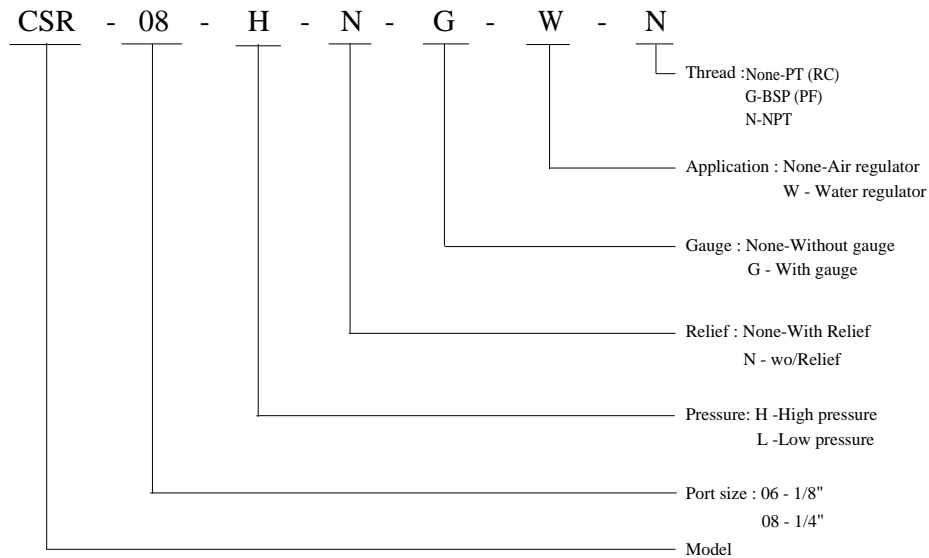 CSR - 08 - H - N - G - W - N
Thread :None-PT (RC)
G-BSP (PF)
N-NPT
Application : None-Air regulator
W - Water regulator
Gauge : None-Without gauge
G - With gauge
Relief : None-With Relief
N - wo/Relief
Pressure: H -High pressure
L -Low pressure
Port size : 06 - 1/8"
08 - 1/4"
Model